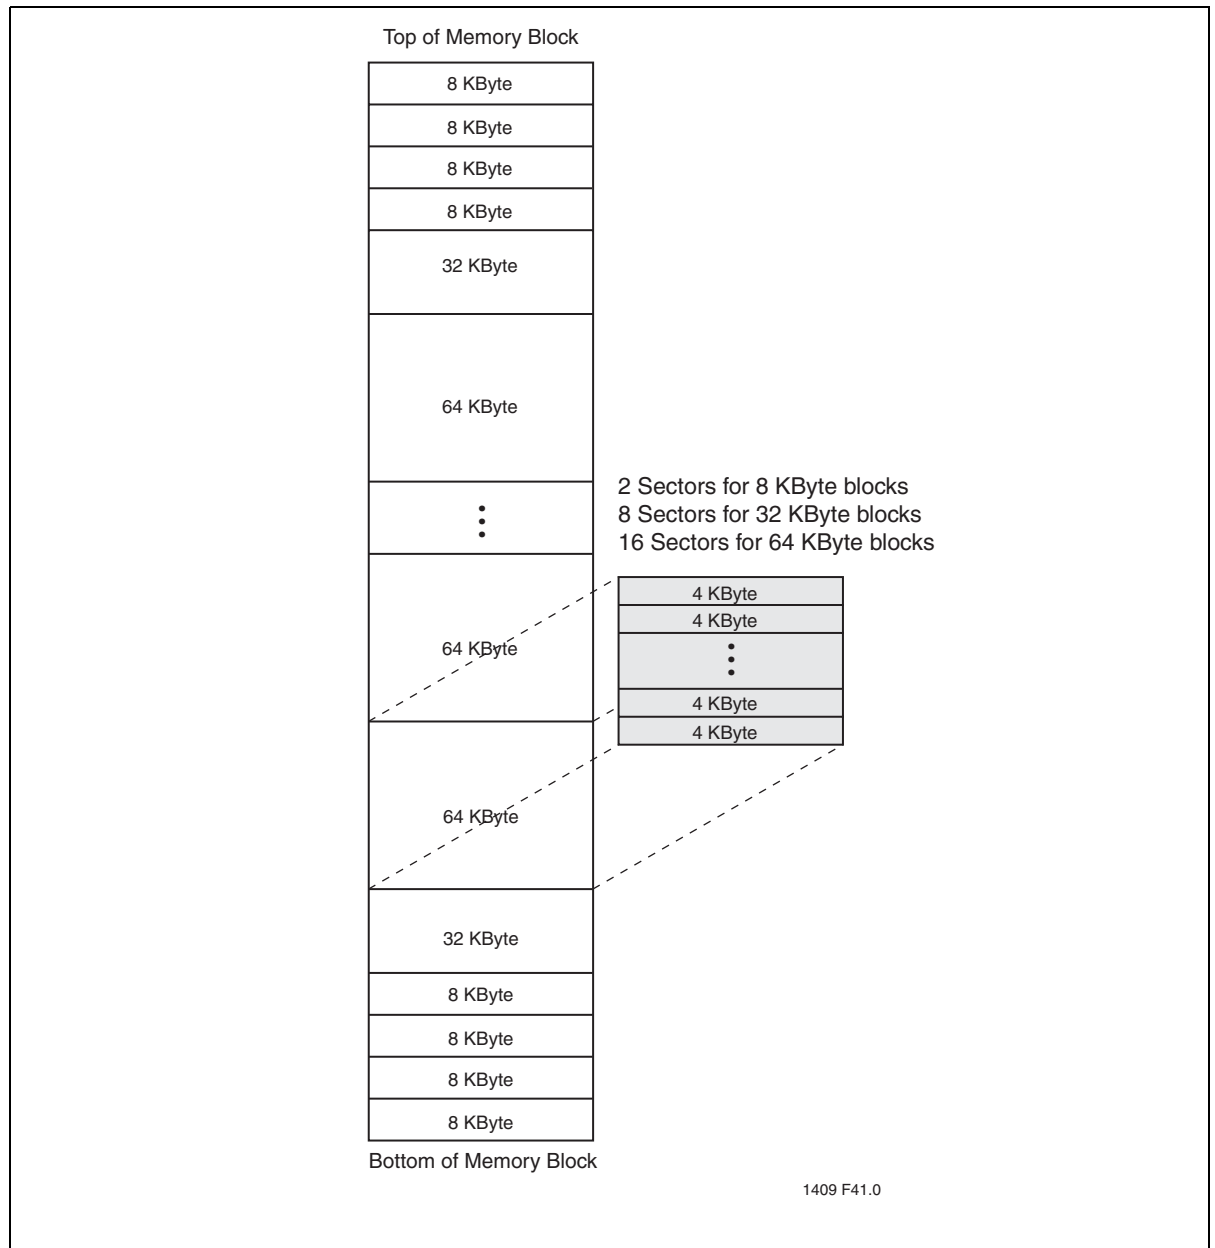 Top of Memory Block
8 KByte
8 KByte
8 KByte
8 KByte
32 KByte
64 KByte
2 Sectors for 8 KByte blocks
8 Sectors for 32 KByte blocks
16 Sectors for 64 KByte blocks
4 KByte
4 KByte
64 KByte
4 KByte
4 KByte
64 KByte
32 KByte
8 KByte
8 KByte
8 KByte
8 KByte
Bottom of Memory Block
1409 F41.0